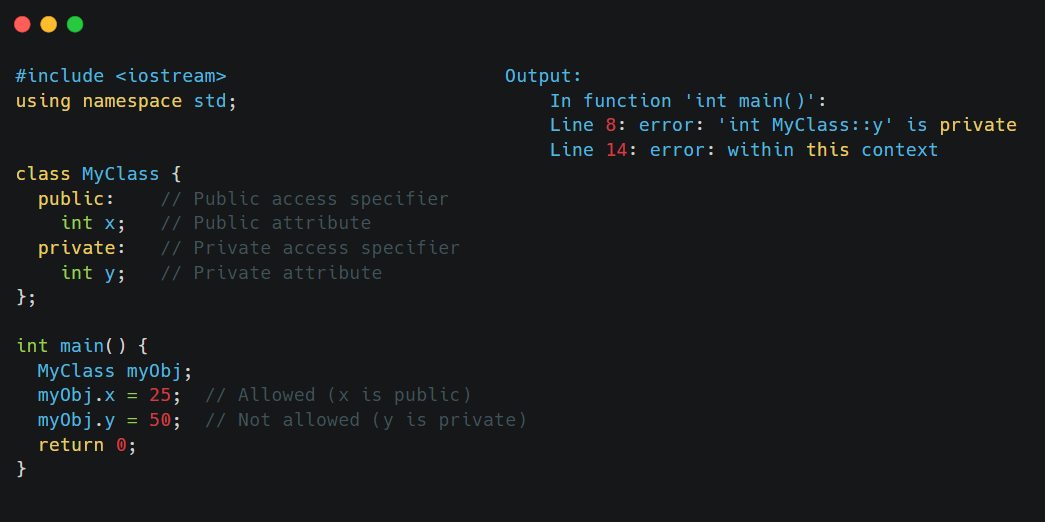 #include <iostream>
using namespace std;
class MyClass {
  public:    // Public access specifier
    int x;   // Public attribute
  private:   // Private access specifier
    int y;   // Private attribute
};
int main() {
  MyClass myObj;
  myObj.x = 25;  // Allowed (x is public)
  myObj.y = 50;  // Not allowed (y is private)
  return 0;
}
Output:
    In function 'int main()':
    Line 8: error: 'int MyClass::y' is private
    Line 14: error: within this context